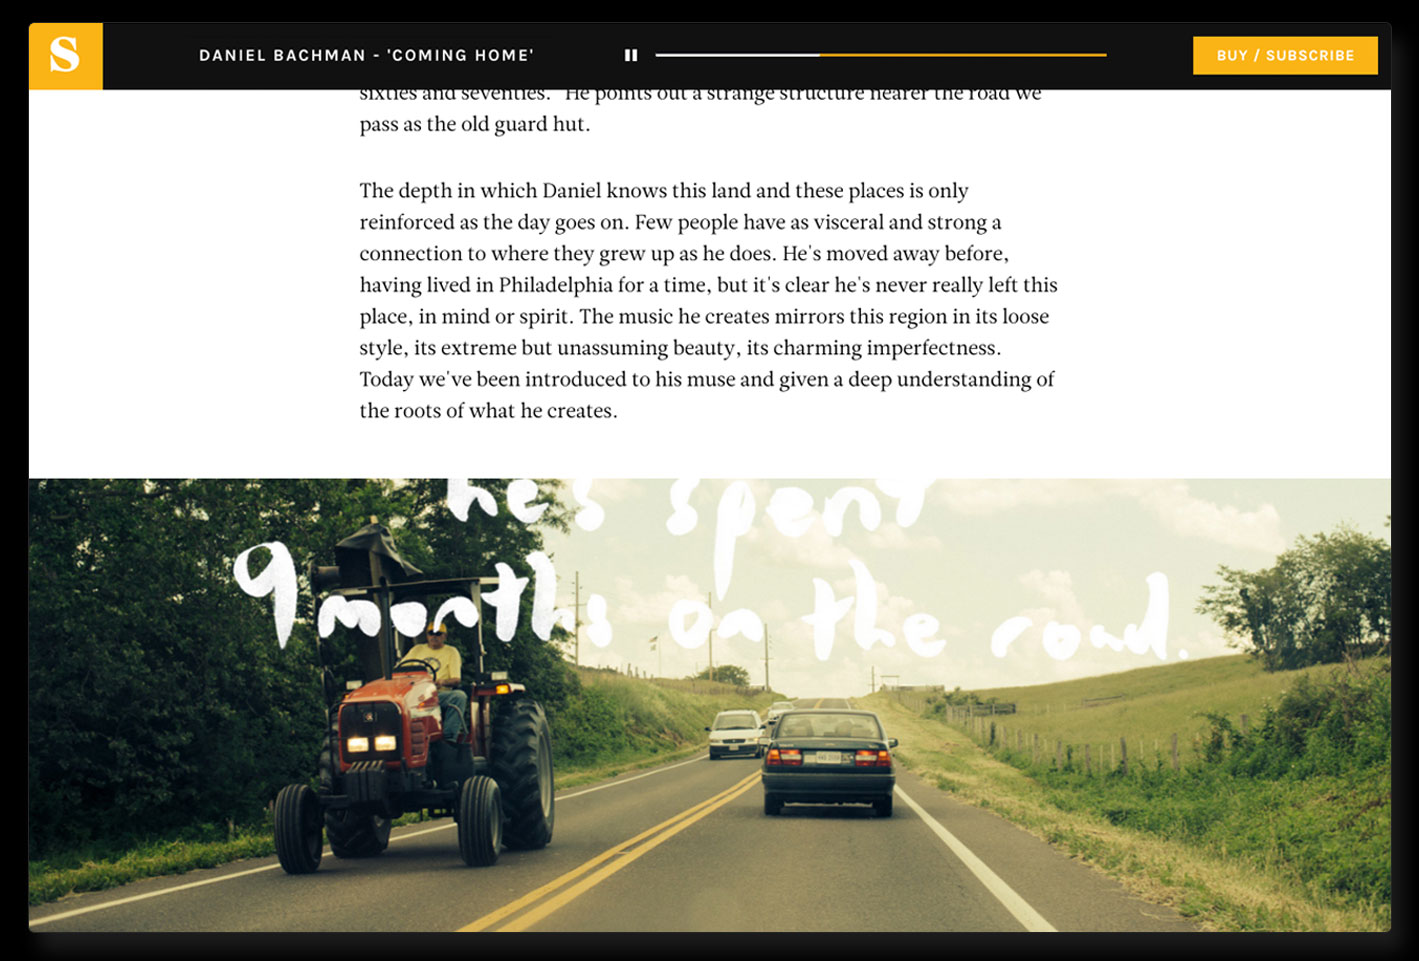 S
DANIEL BACHMAN - 'COMING HOME'
BUY / SUBSCRIBE
sixties and seventies." He points out a strange structure nearer the road we
pass as the old guard hut.
The depth in which Daniel knows this land and these places is only
reinforced as the day goes on. Few people have as visceral and strong a
connection to where they grew up as he does. He's moved away before,
having lived in Philadelphia for a time, but it's clear he's never really left this
place, in mind or spirit. The music he creates mirrors this region in its loose
style, its extreme but unassuming beauty, its charming imperfectness.
Today we've been introduced to his muse and given a deep understanding of
the roots of what he creates.
he's spent
9 months on the road.